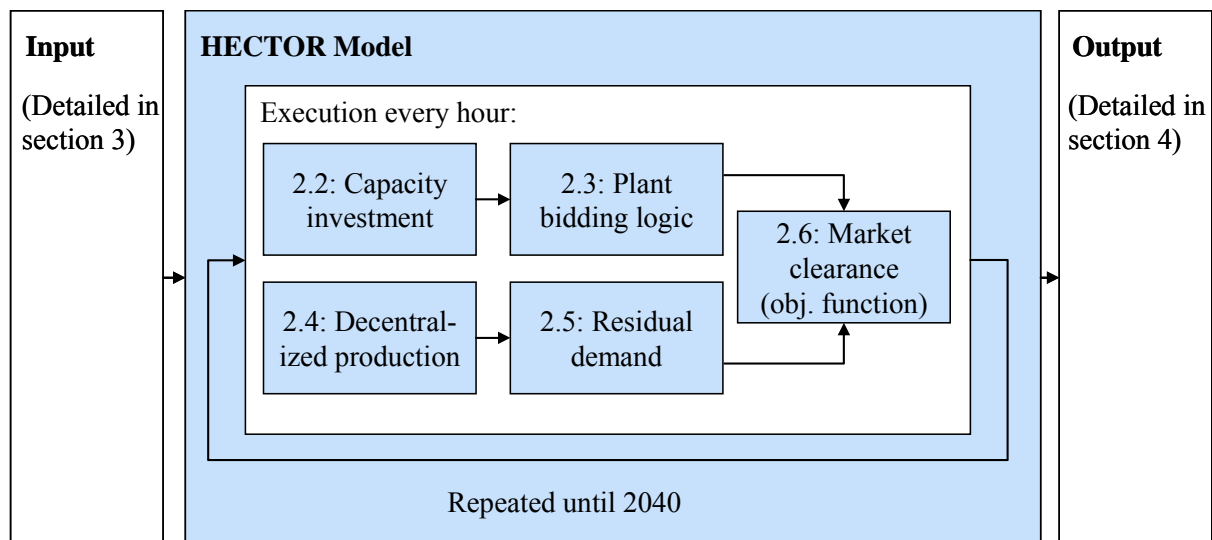 Input
(Detailed in
section 3)
HECTOR Model
Execution every hour:
2.2: Capacity
investment
2.3: Plant
bidding logic
2.4: Decentral-
ized production
2.5: Residual
demand
2.6: Market
clearance
(obj. function)
Repeated until 2040
Output
(Detailed in
section 4)